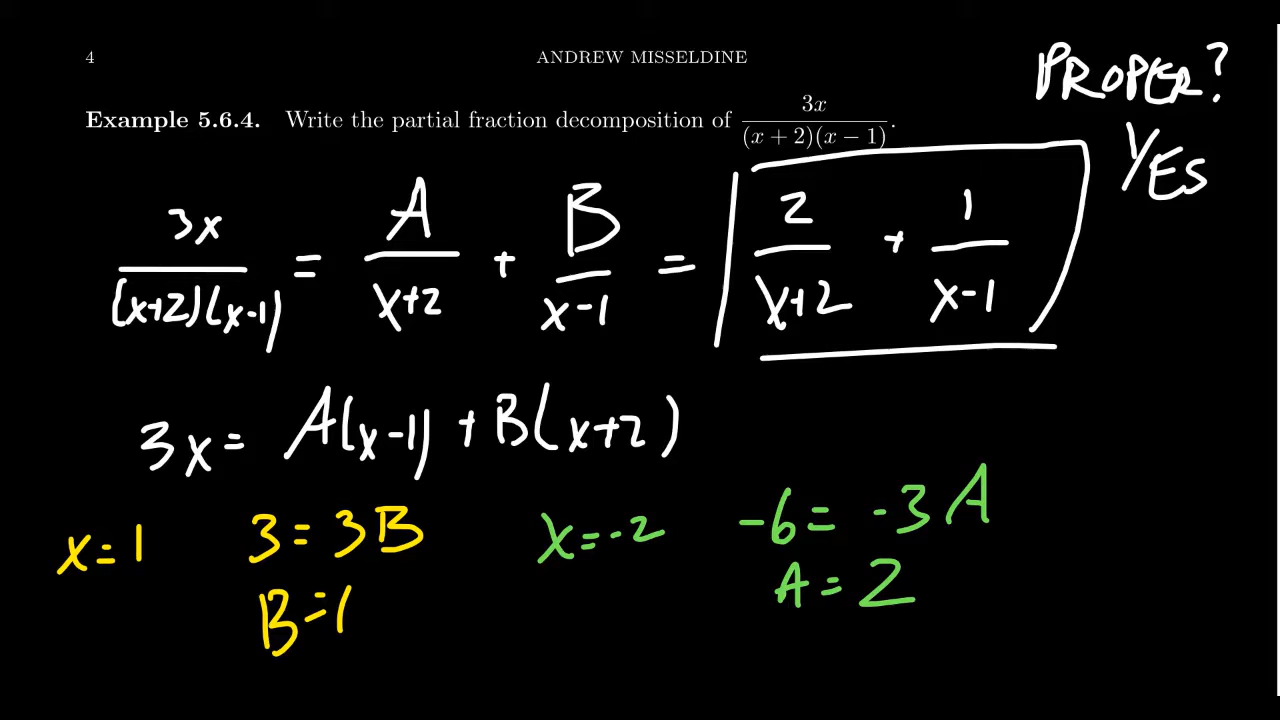 4 ANDREW MISSELDINE
PROPER?
YES
Example 5.6.4. Write the partial fraction decomposition of 3x/((x + 2)(x − 1)).
3x/((x+2)(x-1)) = A/(x+2) + B/(x-1) = 2/(x+2) + 1/(x-1)
3x = A(x-1) + B(x+2)
x=1 3=3B x=-2 -6=-3A
B=1 A=2